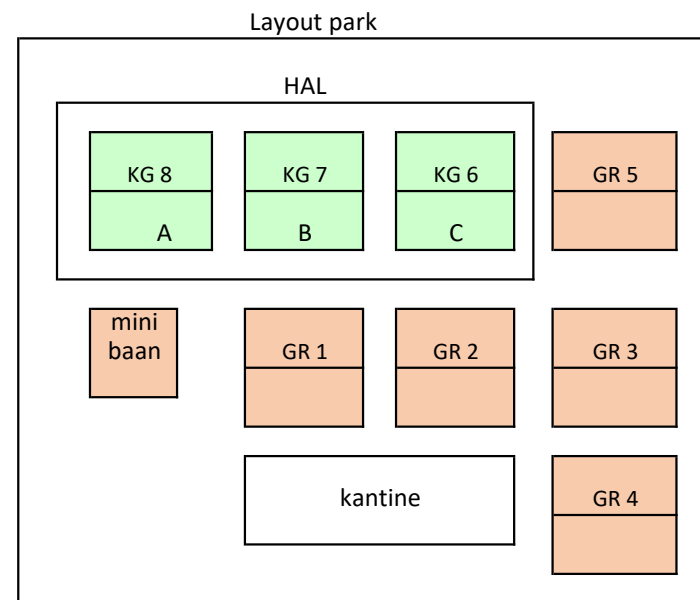 Layout park
HAL
KG 8
KG 7
KG 6
GR 5
A
B
C
mini
baan
GR 1
GR 2
GR 3
kantine
GR 4